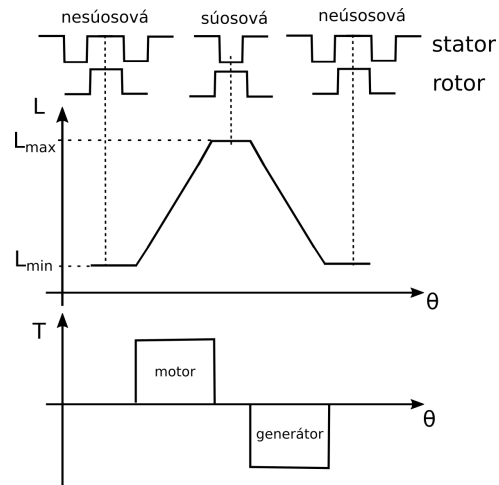 nesúosová súosová neúsosová
stator
rotor
L
Lmax
Lmin
θ
T
motor
θ
generátor